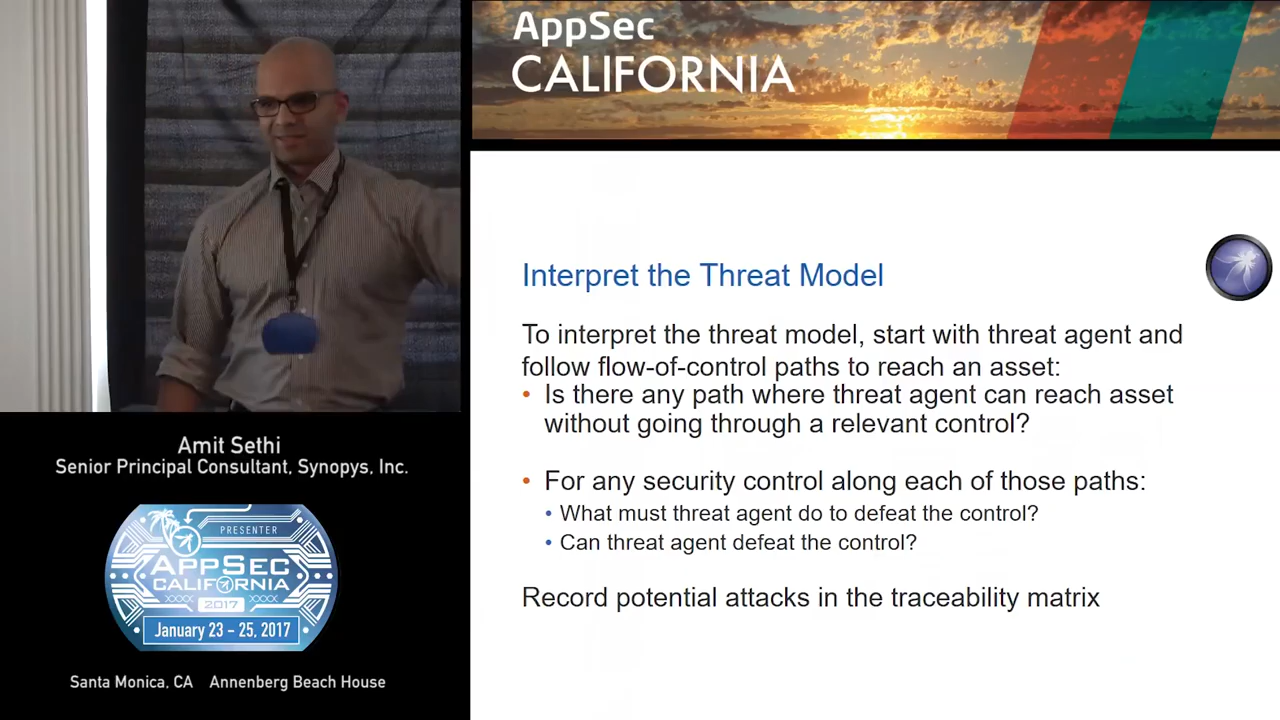 AppSec
CALIFORNIA
Interpret the Threat Model
To interpret the threat model, start with threat agent and
follow flow-of-control paths to reach an asset:
• Is there any path where threat agent can reach asset
without going through a relevant control?
• For any security control along each of those paths:
• What must threat agent do to defeat the control?
• Can threat agent defeat the control?
Record potential attacks in the traceability matrix
Amit Sethi
Senior Principal Consultant, Synopys, Inc.
PRESENTER
APPSEC
CALIFORNIA
XXXX 2017 XXXX
January 23 - 25, 2017
Santa Monica, CA Annenberg Beach House